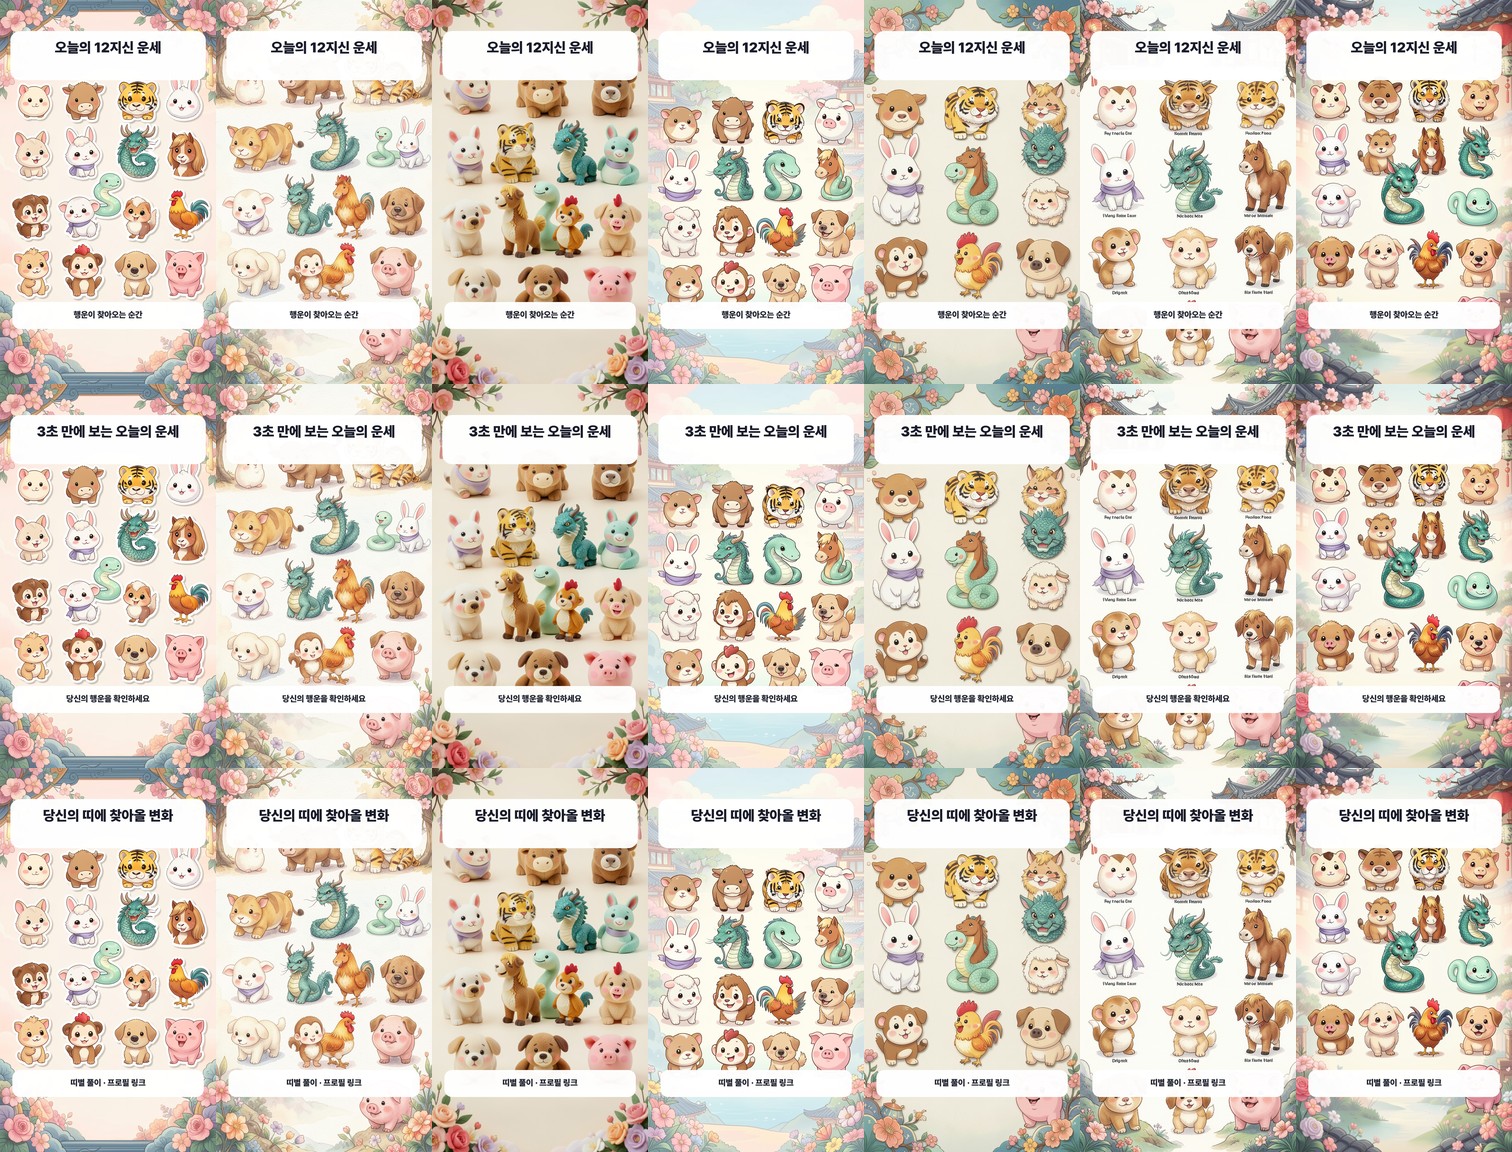 오늘의 12지신 운세
오늘의 12지신 운세
오늘의 12지신 운세
오늘의 12지신 운세
오늘의 12지신 운세
오늘의 12지신 운세
오늘의 12지신 운세
행운이 찾아오는 순간
행운이 찾아오는 순간
행운이 찾아오는 순간
행운이 찾아오는 순간
행운이 찾아오는 순간
행운이 찾아오는 순간
행운이 찾아오는 순간
3초 만에 보는 오늘의 운세
3초 만에 보는 오늘의 운세
3초 만에 보는 오늘의 운세
3초 만에 보는 오늘의 운세
3초 만에 보는 오늘의 운세
3초 만에 보는 오늘의 운세
3초 만에 보는 오늘의 운세
당신의 행운을 확인하세요
당신의 행운을 확인하세요
당신의 행운을 확인하세요
당신의 행운을 확인하세요
당신의 행운을 확인하세요
당신의 행운을 확인하세요
당신의 행운을 확인하세요
당신의 띠에 찾아올 변화
당신의 띠에 찾아올 변화
당신의 띠에 찾아올 변화
당신의 띠에 찾아올 변화
당신의 띠에 찾아올 변화
당신의 띠에 찾아올 변화
당신의 띠에 찾아올 변화
띠별 풀이 · 프로필 링크
띠별 풀이 · 프로필 링크
띠별 풀이 · 프로필 링크
띠별 풀이 · 프로필 링크
띠별 풀이 · 프로필 링크
띠별 풀이 · 프로필 링크
띠별 풀이 · 프로필 링크